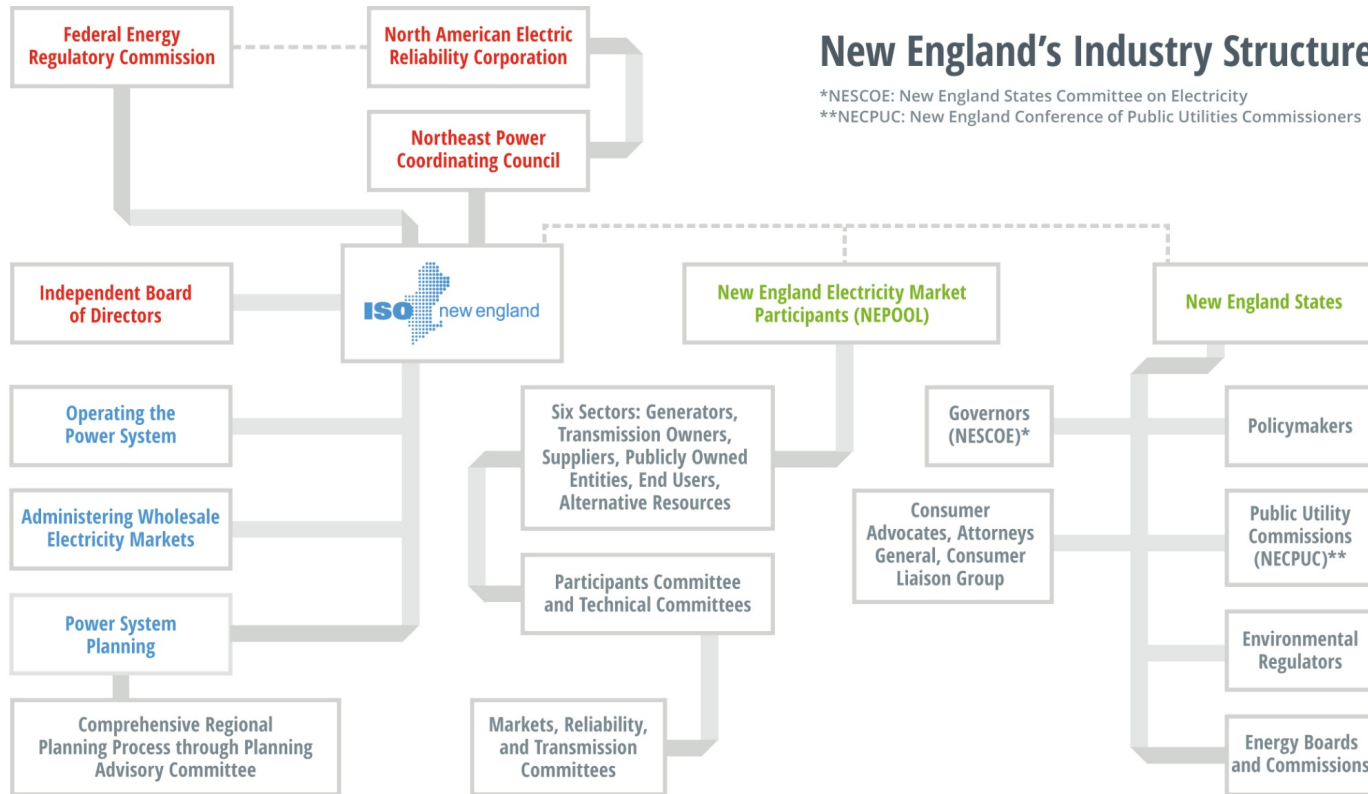 Federal Energy
Regulatory Commission
North American Electric
Reliability Corporation
New England's Industry Structure
*NESCOE: New England States Committee on Electricity
**NECPUC: New England Conference of Public Utilities Commissioners
Northeast Power
Coordinating Council
Independent Board
of Directors
ISO new england
New England Electricity Market
Participants (NEPOOL)
New England States
Operating the
Power System
Six Sectors: Generators,
Transmission Owners,
Suppliers, Publicly Owned
Entities, End Users,
Alternative Resources
Governors
(NESCOE)*
Policymakers
Administering Wholesale
Electricity Markets
Consumer
Advocates, Attorneys
General, Consumer
Liaison Group
Public Utility
Commissions
(NECPUC)**
Participants Committee
and Technical Committees
Power System
Planning
Environmental
Regulators
Comprehensive Regional
Planning Process through Planning
Advisory Committee
Markets, Reliability,
and Transmission
Committees
Energy Boards
and Commissions